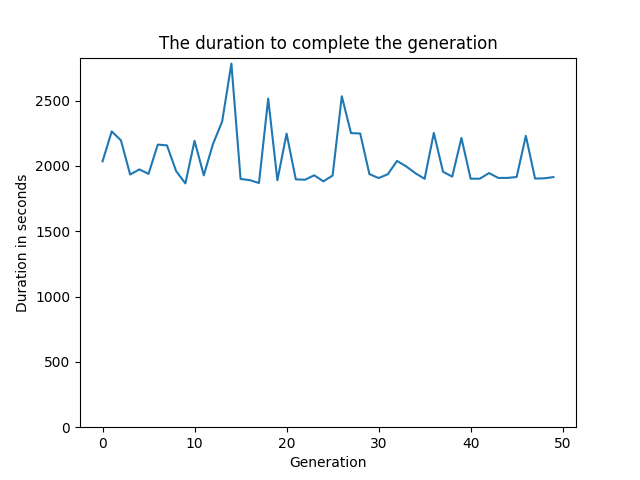 The duration to complete the generation
Duration in seconds
2500
2000
1500
1000
500
0
0 10 20 30 40 50
Generation